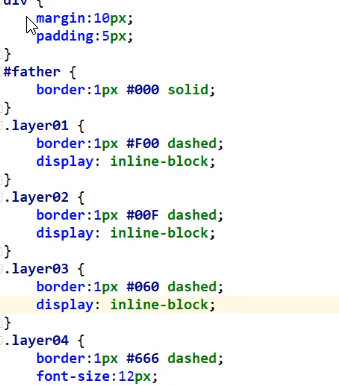 div {
margin:10px;
padding:5px;
}
#father {
border:1px #000 solid;
}
.layer01 {
border:1px #F00 dashed;
display: inline-block;
}
.layer02 {
border:1px #00F dashed;
display: inline-block;
}
.layer03 {
border:1px #060 dashed;
display: inline-block;
}
.layer04 {
border:1px #666 dashed;
font-size:12px;